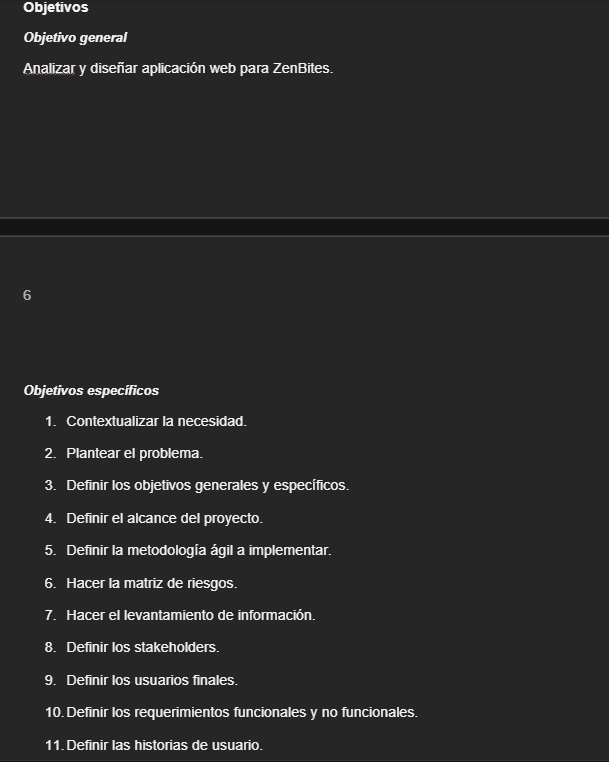 Objetivos
Objetivo general
Analizar y diseñar aplicación web para ZenBites.
6
Objetivos específicos
1. Contextualizar la necesidad.
2. Plantear el problema.
3. Definir los objetivos generales y específicos.
4. Definir el alcance del proyecto.
5. Definir la metodología ágil a implementar.
6. Hacer la matriz de riesgos.
7. Hacer el levantamiento de información.
8. Definir los stakeholders.
9. Definir los usuarios finales.
10. Definir los requerimientos funcionales y no funcionales.
11. Definir las historias de usuario.